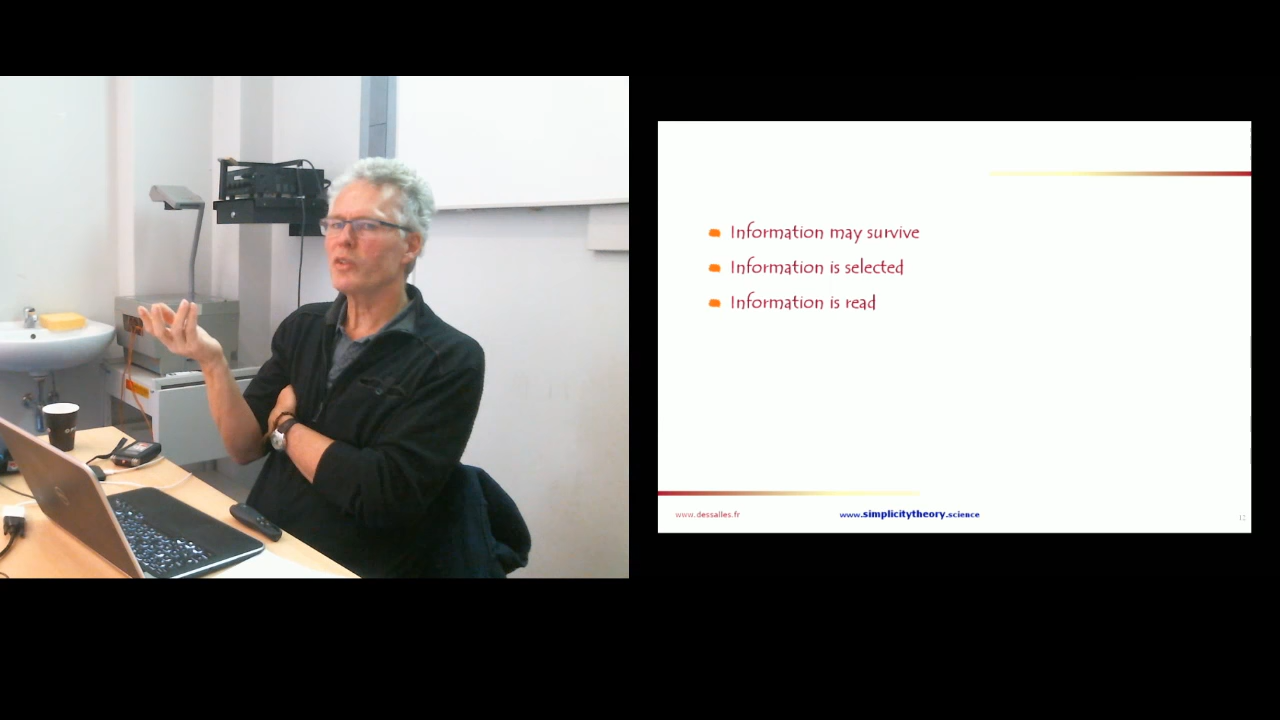 Information may survive
Information is selected
Information is read
www.dessalles.fr
www.simplicitytheory.science